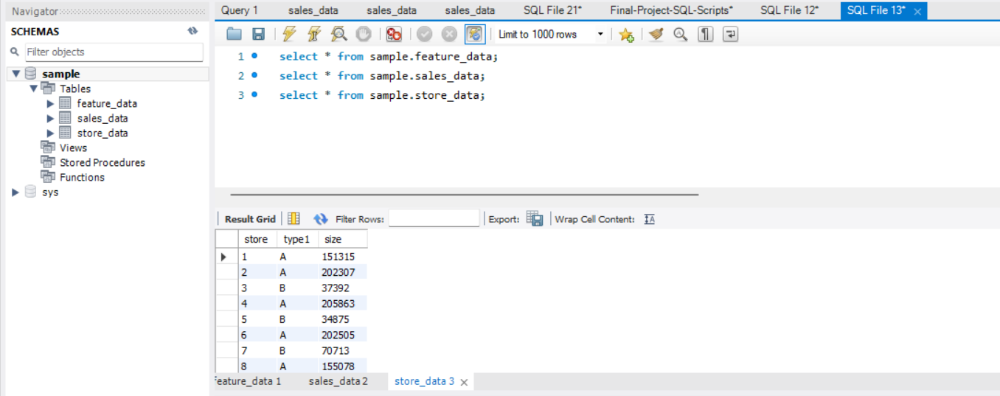 Navigator
Query 1 sales_data sales_data sales_data SQL File 21* Final-Project-SQL-Scripts* SQL File 12* SQL File 13*
SCHEMAS
Filter objects
Limit to 1000 rows
sample
Tables
feature_data
sales_data
store_data
Views
Stored Procedures
Functions
sys
1 select * from sample.feature_data;
2 select * from sample.sales_data;
3 select * from sample.store_data;
Result Grid Filter Rows: Export: Wrap Cell Content:
store type1 size
1 A 151315
2 A 202307
3 B 37392
4 A 205863
5 B 34875
6 A 202505
7 B 70713
8 A 155078
feature_data 1 sales_data 2 store_data 3